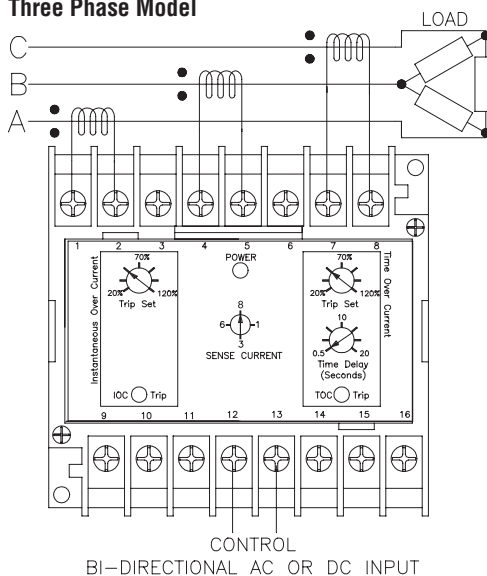 Three Phase Model
LOAD
C
B
A
1 2 3 4 5 6 7 8
POWER
Instantaneous Over Current
70%
20% 120%
Trip Set
IOC Trip
8
6 1
3
SENSE CURRENT
Time Over Current
70%
20% 120%
Trip Set
10
0.5 20
Time Delay
(Seconds)
TOC Trip
9 10 11 12 13 14 15 16
CONTROL
BI-DIRECTIONAL AC OR DC INPUT